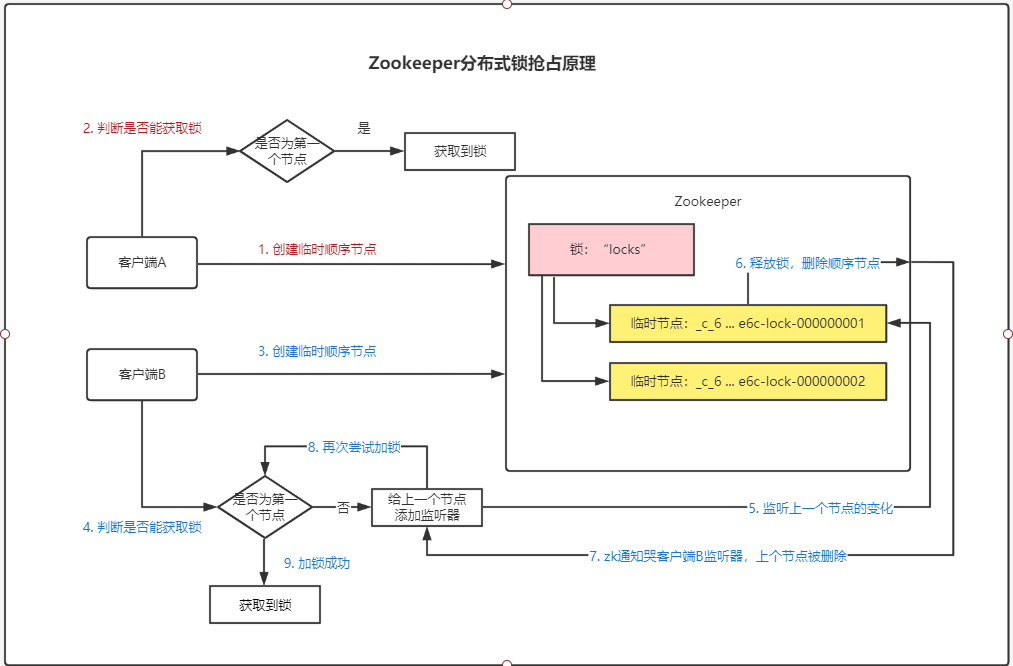 Zookeeper分布式锁抢占原理
2. 判断是否能获取锁
是否为第一
个节点
是
获取到锁
Zookeeper
客户端A
1. 创建临时顺序节点
锁：“locks”
6. 释放锁，删除顺序节点
临时节点：_c_6 ... e6c-lock-000000001
客户端B
3. 创建临时顺序节点
临时节点：_c_6 ... e6c-lock-000000002
8. 再次尝试加锁
是否为第一
个节点
否
给上一个节点
添加监听器
5. 监听上一个节点的变化
4. 判断是否能获取锁
7. zk通知哭客户端B监听器，上个节点被删除
9. 加锁成功
获取到锁